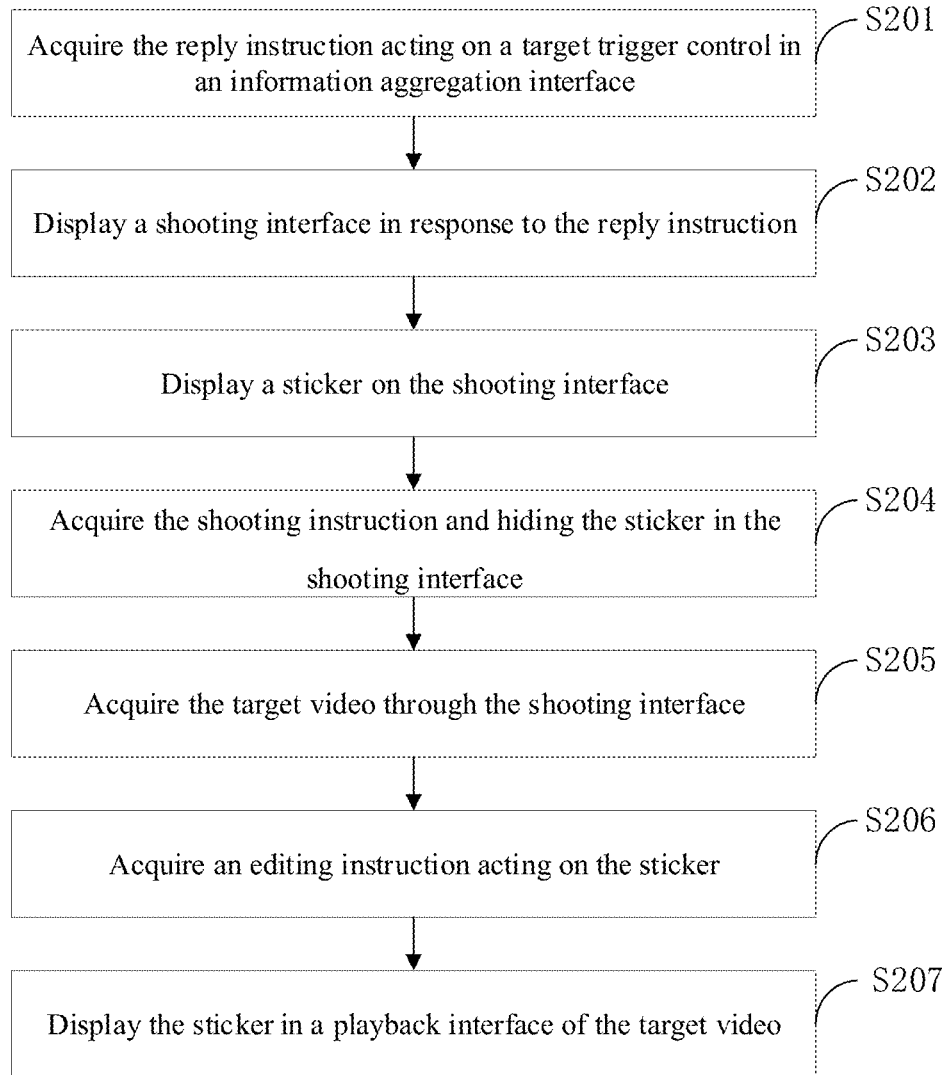 S201
Acquire the reply instruction acting on a target trigger control in
an information aggregation interface
S202
Display a shooting interface in response to the reply instruction
S203
Display a sticker on the shooting interface
S204
Acquire the shooting instruction and hiding the sticker in the
shooting interface
S205
Acquire the target video through the shooting interface
S206
Acquire an editing instruction acting on the sticker
S207
Display the sticker in a playback interface of the target video